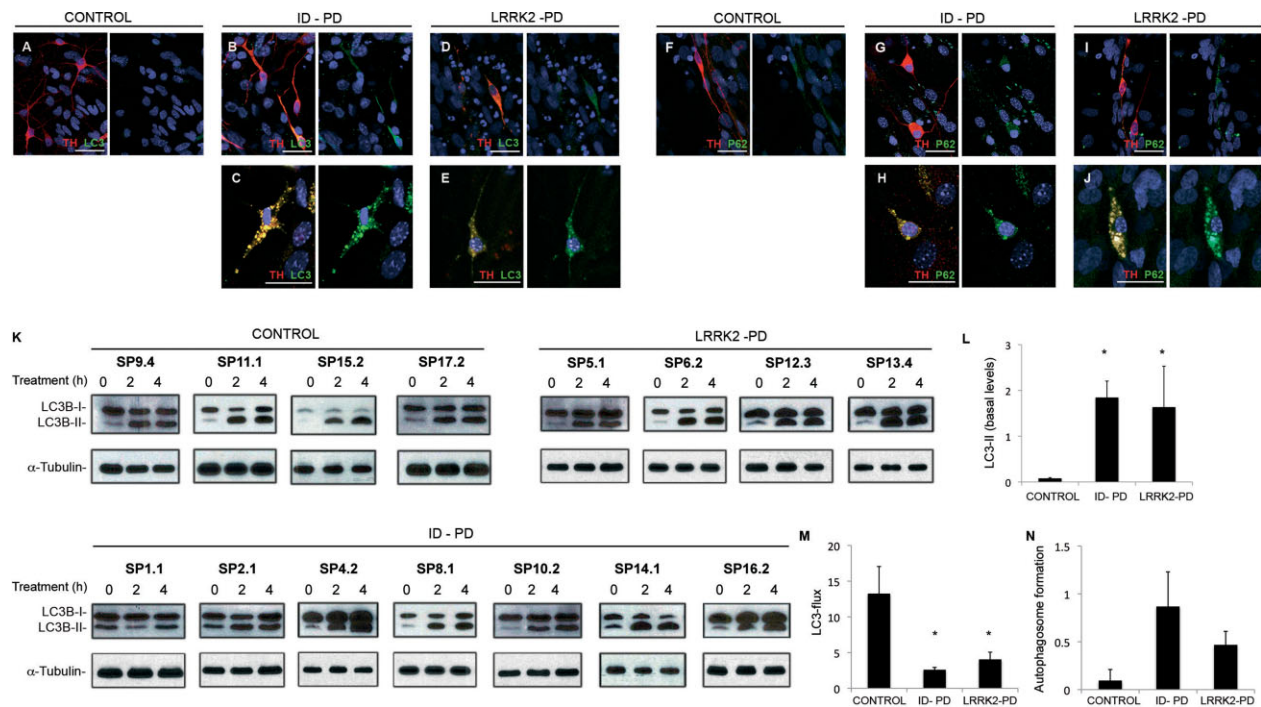 CONTROL
ID - PD
LRRK2 -PD
CONTROL
ID - PD
LRRK2 -PD
A
B
D
F
G
I
TH LC3
TH LC3
TH LC3
TH P62
TH P62
TH P62
C
E
H
J
TH LC3
TH LC3
TH P62
TH P62
K
CONTROL
SP9.4 SP11.1 SP15.2 SP17.2
Treatment (h) 0 2 4 0 2 4 0 2 4 0 2 4
LC3B-I-
LC3B-II-
α-Tubulin-
LRRK2 -PD
SP5.1 SP6.2 SP12.3 SP13.4
0 2 4 0 2 4 0 2 4 0 2 4
L
LC3-II (basal levels)
3
2
1
0
* *
CONTROL ID- PD LRRK2-PD
ID - PD
SP1.1 SP2.1 SP4.2 SP8.1 SP10.2 SP14.1 SP16.2
Treatment (h) 0 2 4 0 2 4 0 2 4 0 2 4 0 2 4 0 2 4 0 2 4
LC3B-I-
LC3B-II-
α-Tubulin-
M
LC3-flux
20
15
10
5
0
* *
CONTROL ID- PD LRRK2-PD
N
Autophagosome formation
1.5
1
0.5
0
CONTROL ID- PD LRRK2-PD